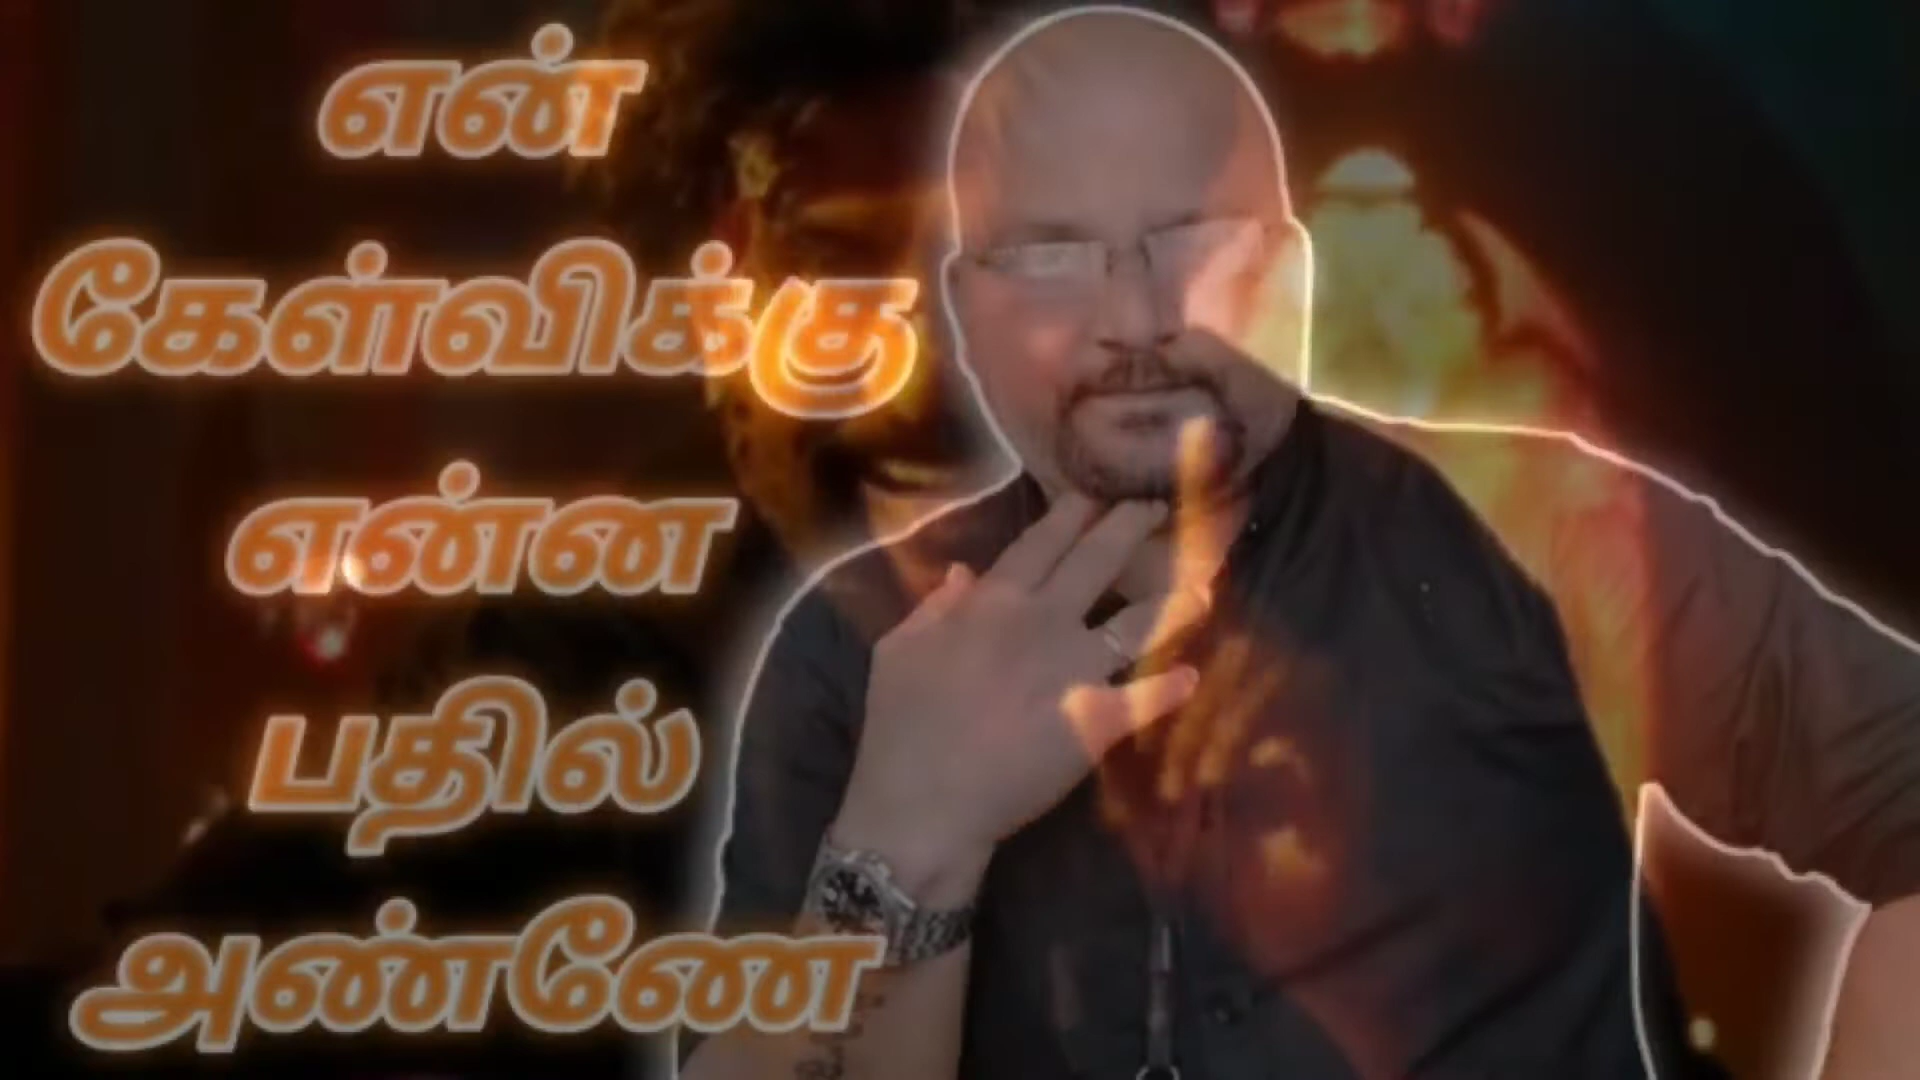 என்
கேள்விக்கு
என்ன
பதில்
அண்ணே